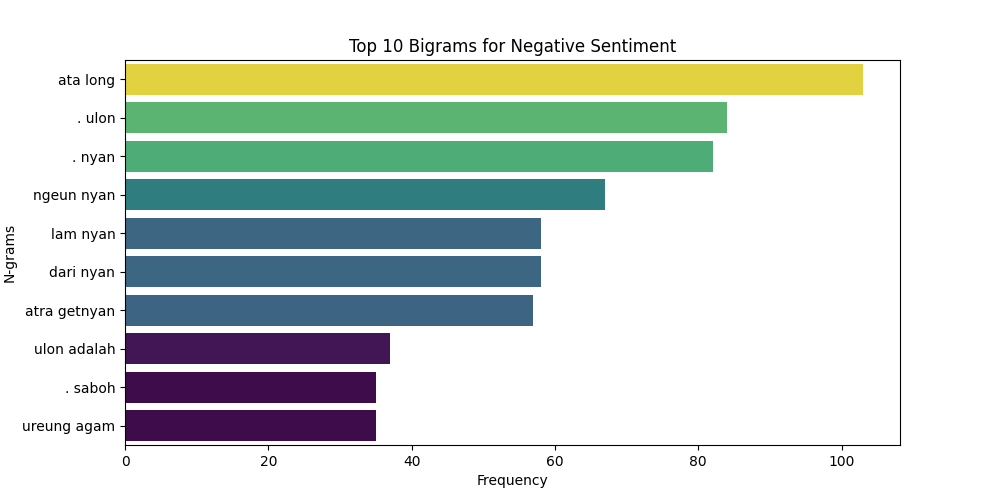 Top 10 Bigrams for Negative Sentiment
N-grams
ata long
. ulon
. nyan
ngeun nyan
lam nyan
dari nyan
atra getnyan
ulon adalah
. saboh
ureung agam
0 20 40 60 80 100
Frequency